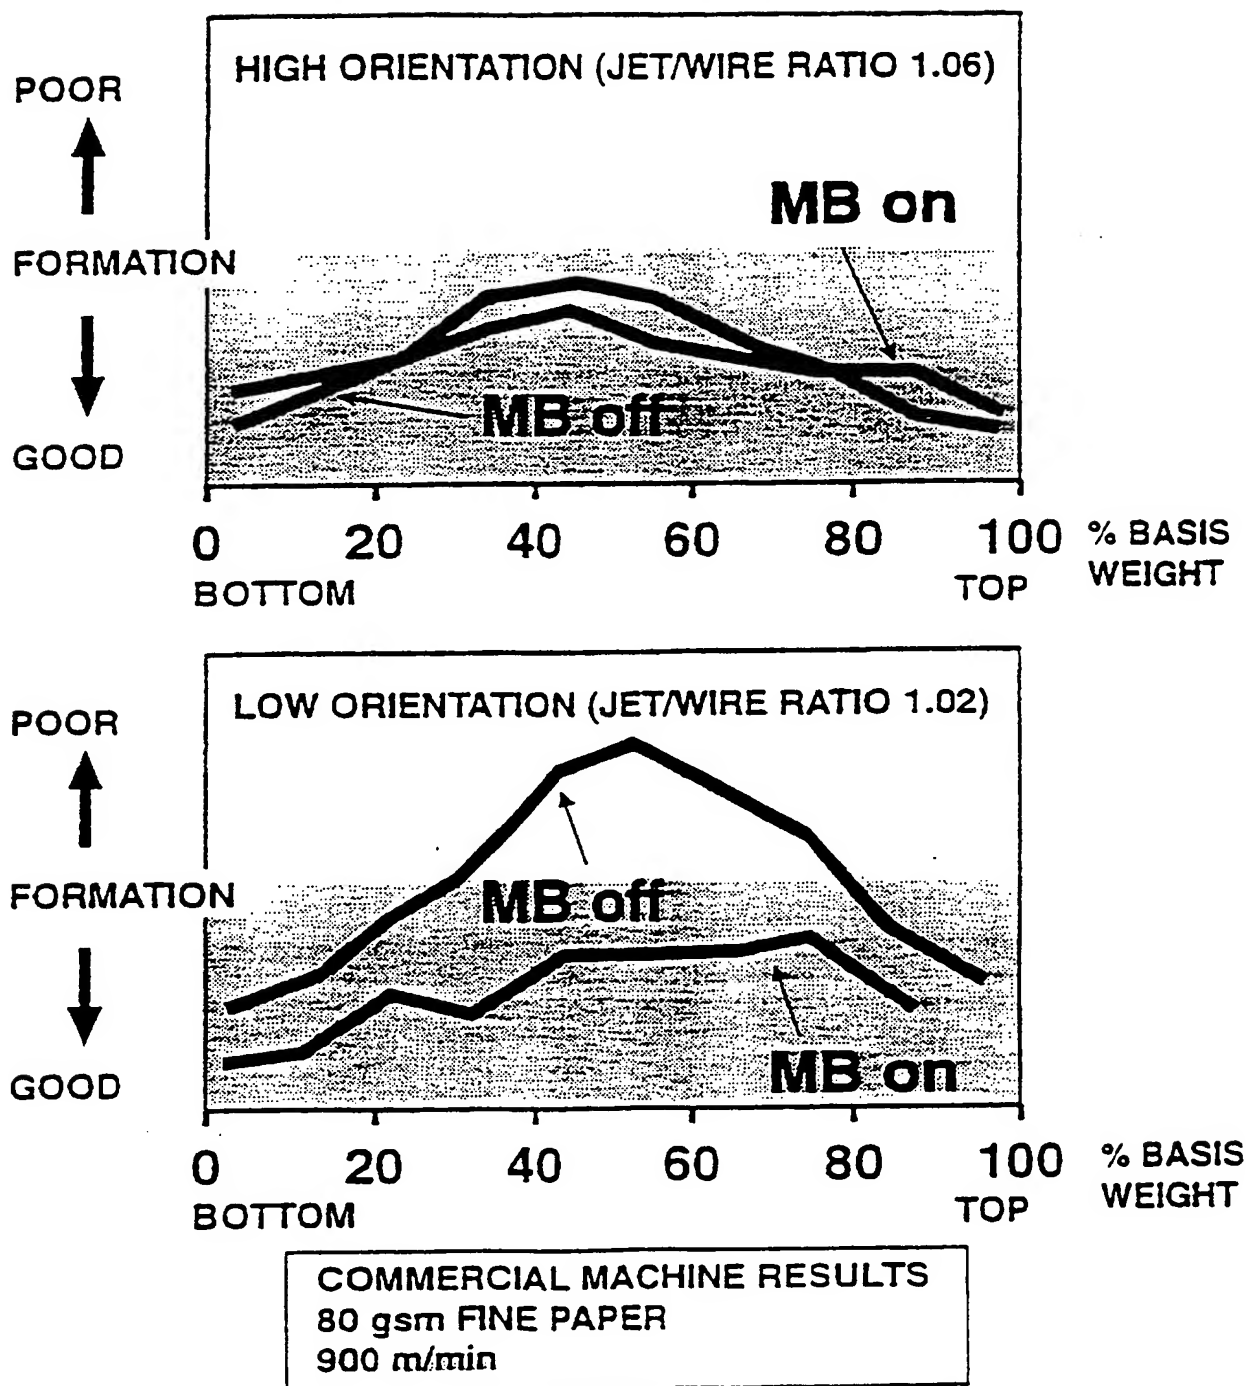 HIGH ORIENTATION (JET/WIRE RATIO 1.06)
POOR
MB on
FORMATION
MB off
GOOD
0 20 40 60 80 100 % BASIS
WEIGHT
BOTTOM TOP
LOW ORIENTATION (JET/WIRE RATIO 1.02)
POOR
FORMATION
MB off
MB on
GOOD
0 20 40 60 80 100 % BASIS
WEIGHT
BOTTOM TOP
COMMERCIAL MACHINE RESULTS
80 gsm FINE PAPER
900 m/min